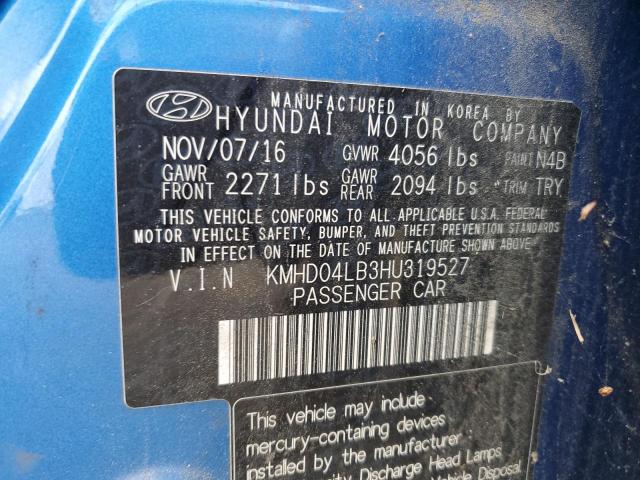 MANUFACTURED IN KOREA BY
HYUNDAI MOTOR COMPANY
NOV/07/16 GVWR 4056 lbs PAINT N4B
GAWR FRONT 2271 lbs GAWR REAR 2094 lbs *TRIM TRY
THIS VEHICLE CONFORMS TO ALL APPLICABLE U.S.A. FEDERAL
MOTOR VEHICLE SAFETY, BUMPER, AND THEFT PREVENTION STANDARDS
IN EFFECT ON THE DATE OF MANUFACTURE SHOWN ABOVE.
V.I.N KMHD04LB3HU319527
PASSENGER CAR
This vehicle may include
mercury-containing devices
installed by the manufacturer :
Discharge Head Lamps
Vehicle Disposal